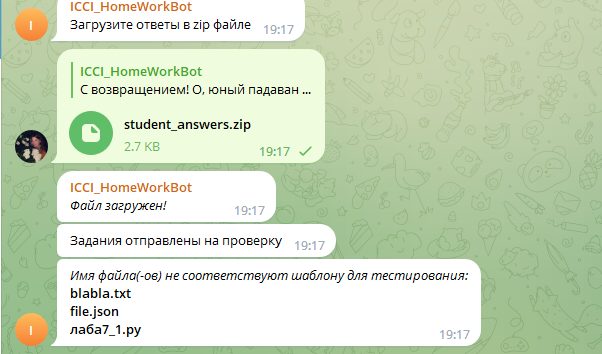 ICCI_HomeWorkBot
Загрузите ответы в zip файле 19:17
ICCI_HomeWorkBot
С возвращением! О, юный падаван ...
student_answers.zip
2.7 KB
19:17
ICCI_HomeWorkBot
Файл загружен! 19:17
Задания отправлены на проверку 19:17
Имя файла(-ов) не соответствуют шаблону для тестирования:
blabla.txt
file.json
лаба7_1.py
I
19:17
I